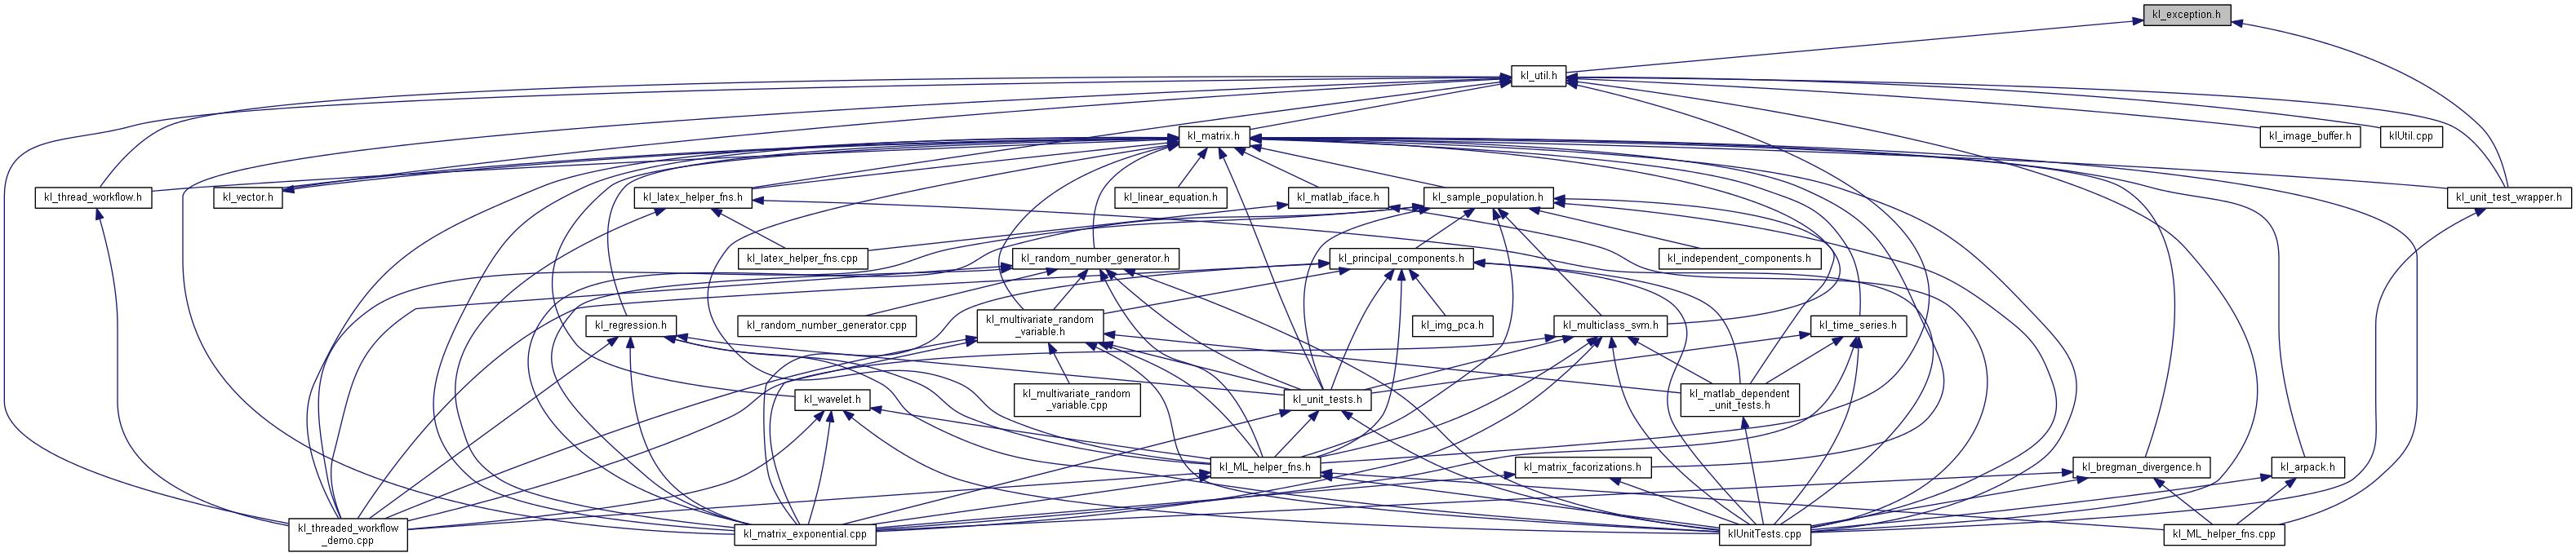 kl_exception.h
kl_util.h
kl_matrix.h
kl_image_buffer.h
klUtil.cpp
kl_thread_workflow.h
kl_vector.h
kl_latex_helper_fns.h
kl_linear_equation.h
kl_matlab_iface.h
kl_sample_population.h
kl_unit_test_wrapper.h
kl_latex_helper_fns.cpp
kl_random_number_generator.h
kl_principal_components.h
kl_independent_components.h
kl_regression.h
kl_random_number_generator.cpp
kl_multivariate_random
_variable.h
kl_img_pca.h
kl_multiclass_svm.h
kl_time_series.h
kl_wavelet.h
kl_multivariate_random
_variable.cpp
kl_unit_tests.h
kl_matlab_dependent
_unit_tests.h
kl_ML_helper_fns.h
kl_matrix_facorizations.h
kl_bregman_divergence.h
kl_arpack.h
kl_threaded_workflow
_demo.cpp
kl_matrix_exponential.cpp
klUnitTests.cpp
kl_ML_helper_fns.cpp